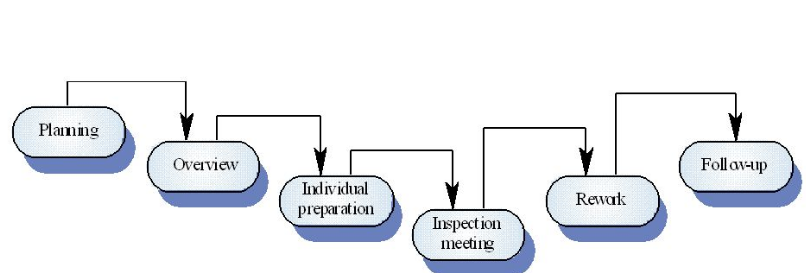 Planning
Overview
Individual
preparation
Inspection
meeting
Rework
Follow-up